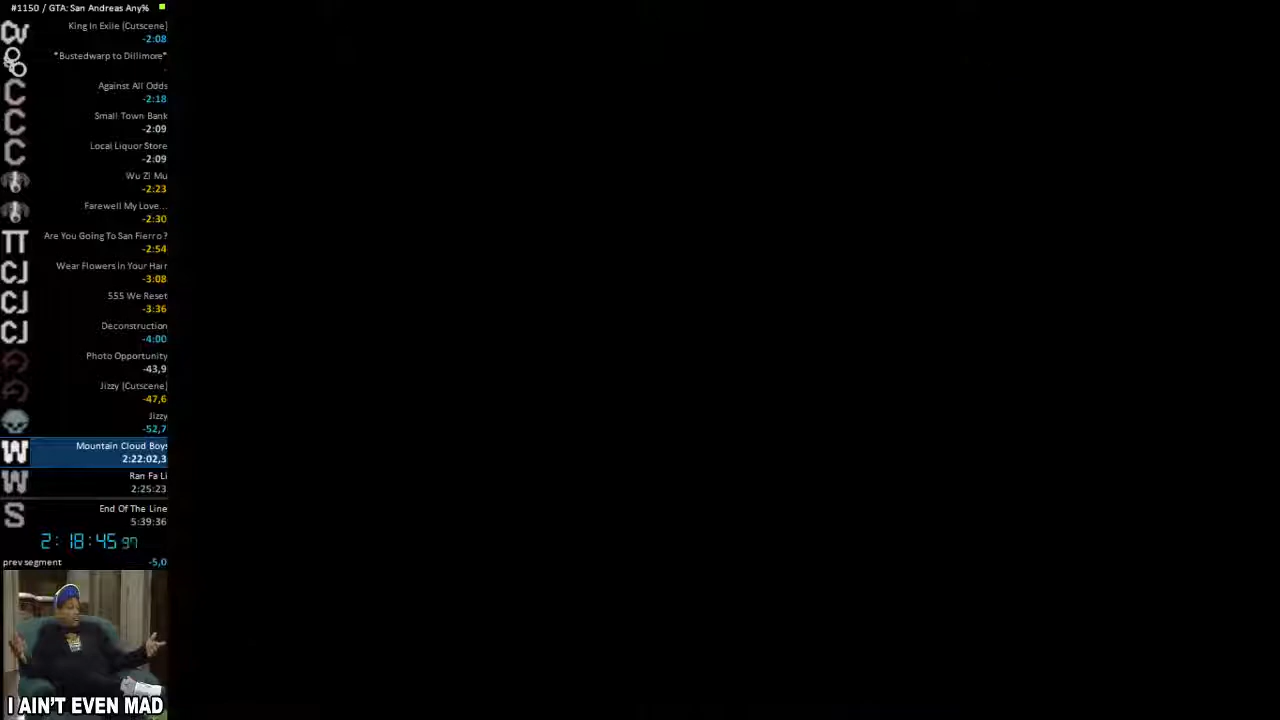 #1150 / GTA: San Andreas Any%
King In Exile (Cutscene)
-2:08
*Bustedwarp to Dillimore*
-
Against All Odds
-2:18
Small Town Bank
-2:09
Local Liquor Store
-2:09
Wu Zi Mu
-2:23
Farewell My Love...
-2:30
Are You Going To San Fierro?
-2:54
Wear Flowers In Your Hair
-3:08
555 We Reset
-3:36
Deconstruction
-4:00
Photo Opportunity
-43,9
Jizzy (Cutscene)
-47,6
Jizzy
-52,7
Mountain Cloud Boys
2:22:02,3
Ran Fa Li
2:25:23
End Of The Line
5:39:36
2:18:45 97
prev segment -5,0
I AIN'T EVEN MAD